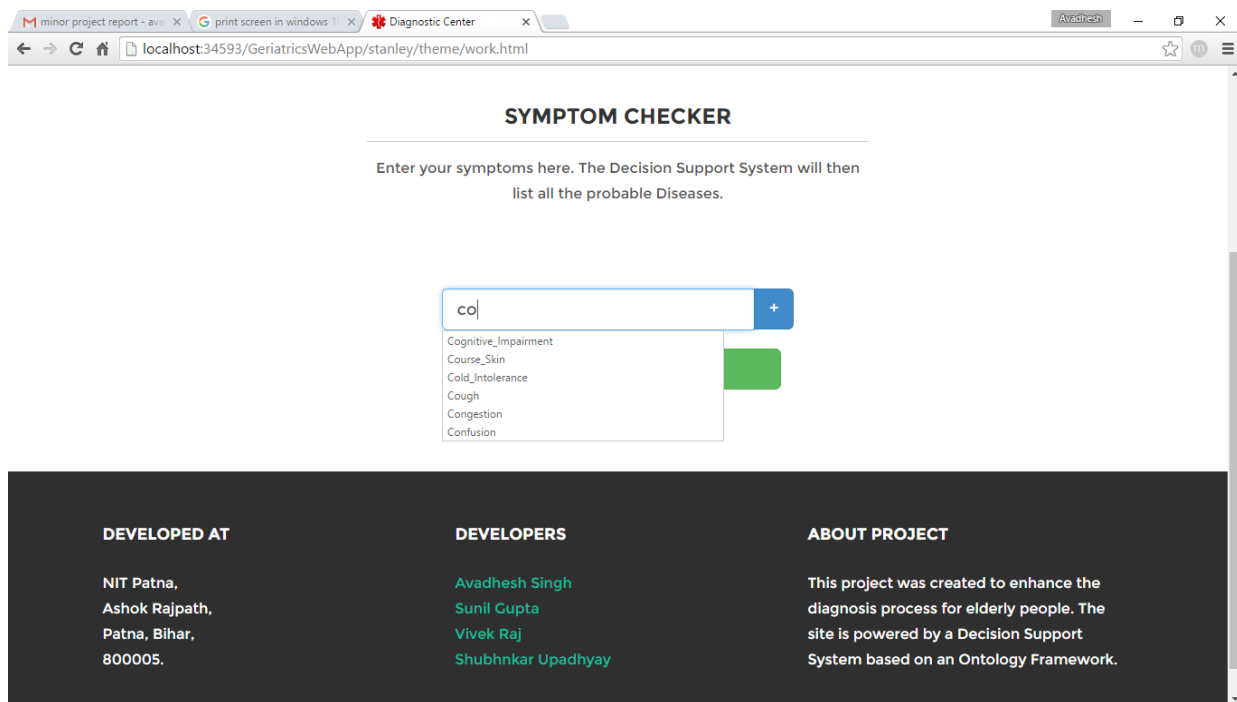 minor project report - ava
print screen in windows 1
Diagnostic Center
Avadhesh
localhost:34593/GeriatricsWebApp/stanley/theme/work.html
SYMPTOM CHECKER
Enter your symptoms here. The Decision Support System will then
list all the probable Diseases.
co
+
Cognitive_Impairment
Course_Skin
Cold_Intolerance
Cough
Congestion
Confusion
DEVELOPED AT
NIT Patna,
Ashok Rajpath,
Patna, Bihar,
800005.
DEVELOPERS
Avadhesh Singh
Sunil Gupta
Vivek Raj
Shubhnkar Upadhyay
ABOUT PROJECT
This project was created to enhance the
diagnosis process for elderly people. The
site is powered by a Decision Support
System based on an Ontology Framework.